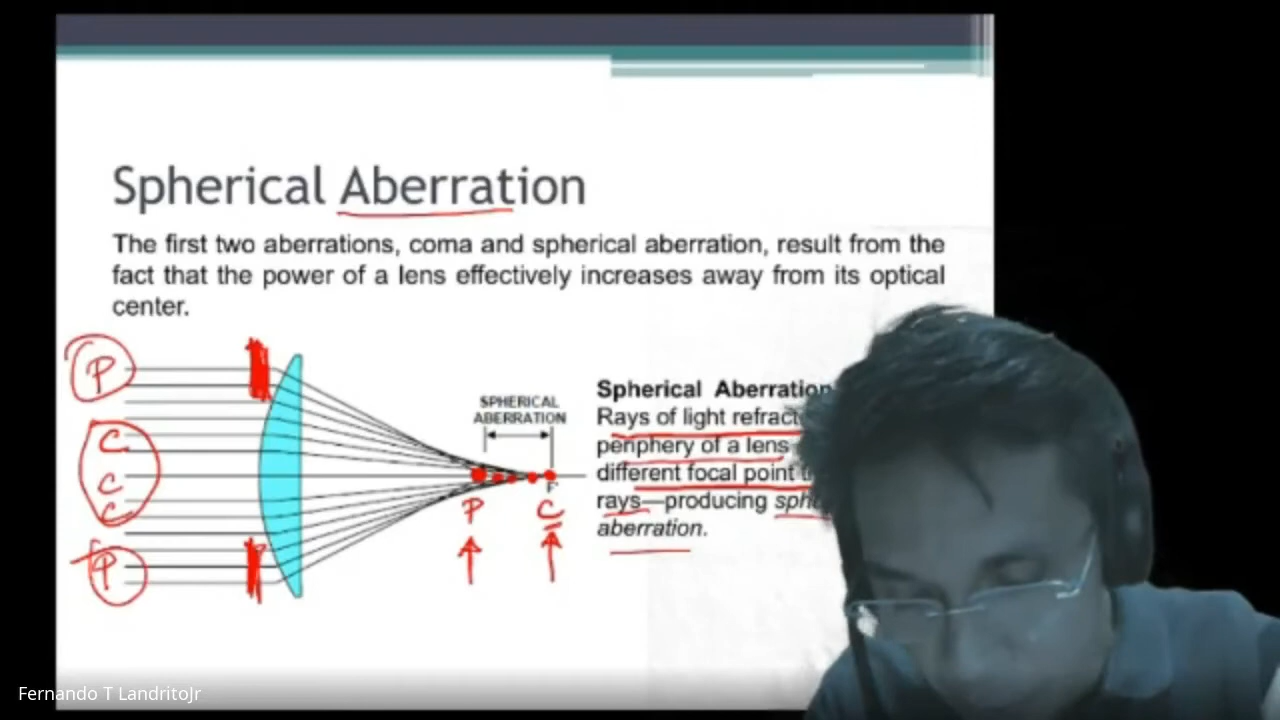 Spherical Aberration
The first two aberrations, coma and spherical aberration, result from the
fact that the power of a lens effectively increases away from its optical
center.
P
C
C
C
P
SPHERICAL
ABERRATION
F
P
C
Spherical Aberration
Rays of light refract
periphery of a lens
different focal point
rays—producing
aberration.
Fernando T LandritoJr